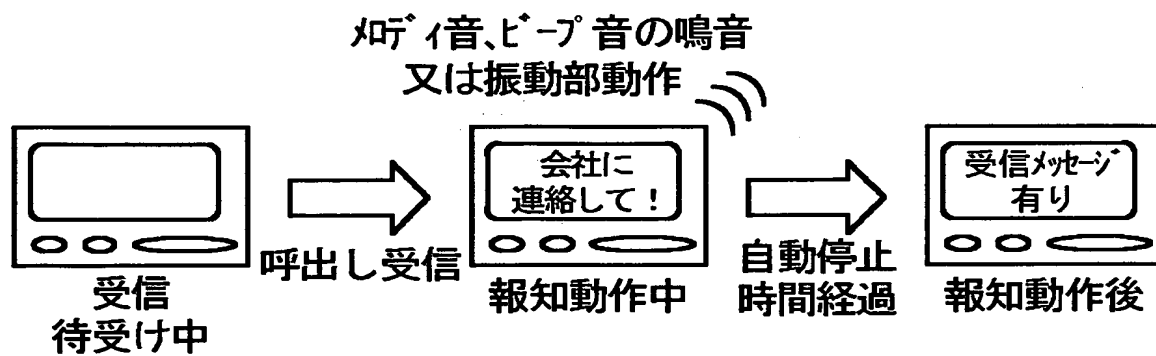 メロディ音、ビープ音の鳴音
又は振動部動作
会社に
連絡して！
受信メッセージ
有り
呼出し受信
自動停止
時間経過
受信
待受け中
報知動作中
報知動作後